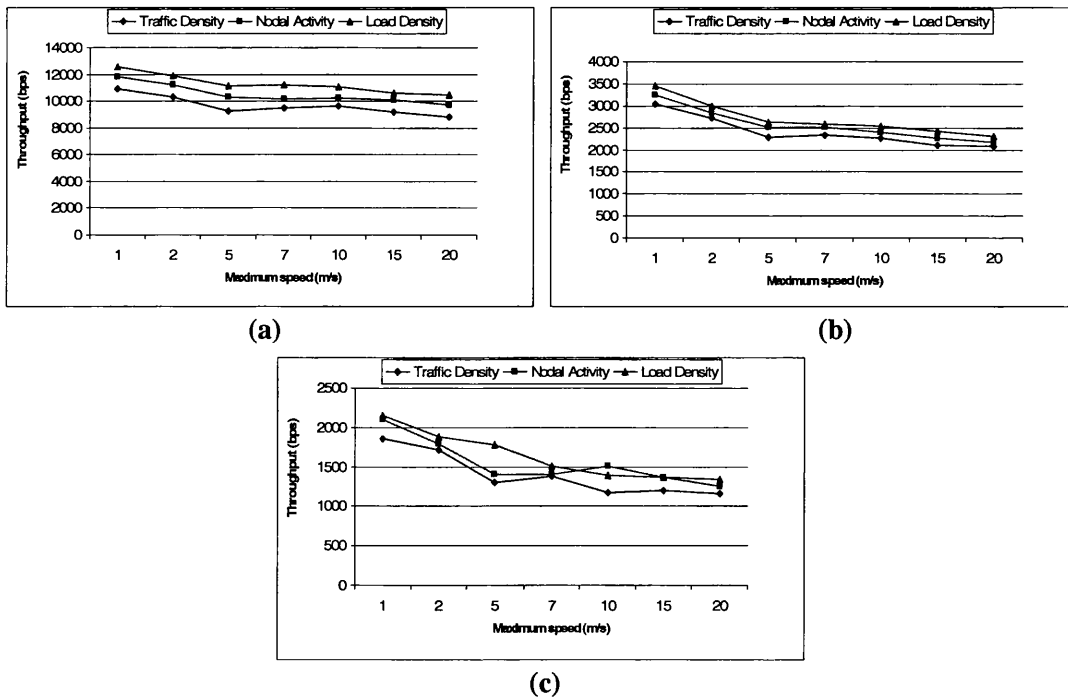 Traffic Density Nodal Activity Load Density
14000
12000
10000
8000
6000
4000
2000
0
Throughput (bps)
1 2 5 7 10 15 20
Maximum speed (m/s)
(a)
Traffic Density Nodal Activity Load Density
4000
3500
3000
2500
2000
1500
1000
500
0
Throughput (bps)
1 2 5 7 10 15 20
Maximum speed (m/s)
(b)
Traffic Density Nodal Activity Load Density
2500
2000
1500
1000
500
0
Throughput (bps)
1 2 5 7 10 15 20
Maximum speed (m/s)
(c)